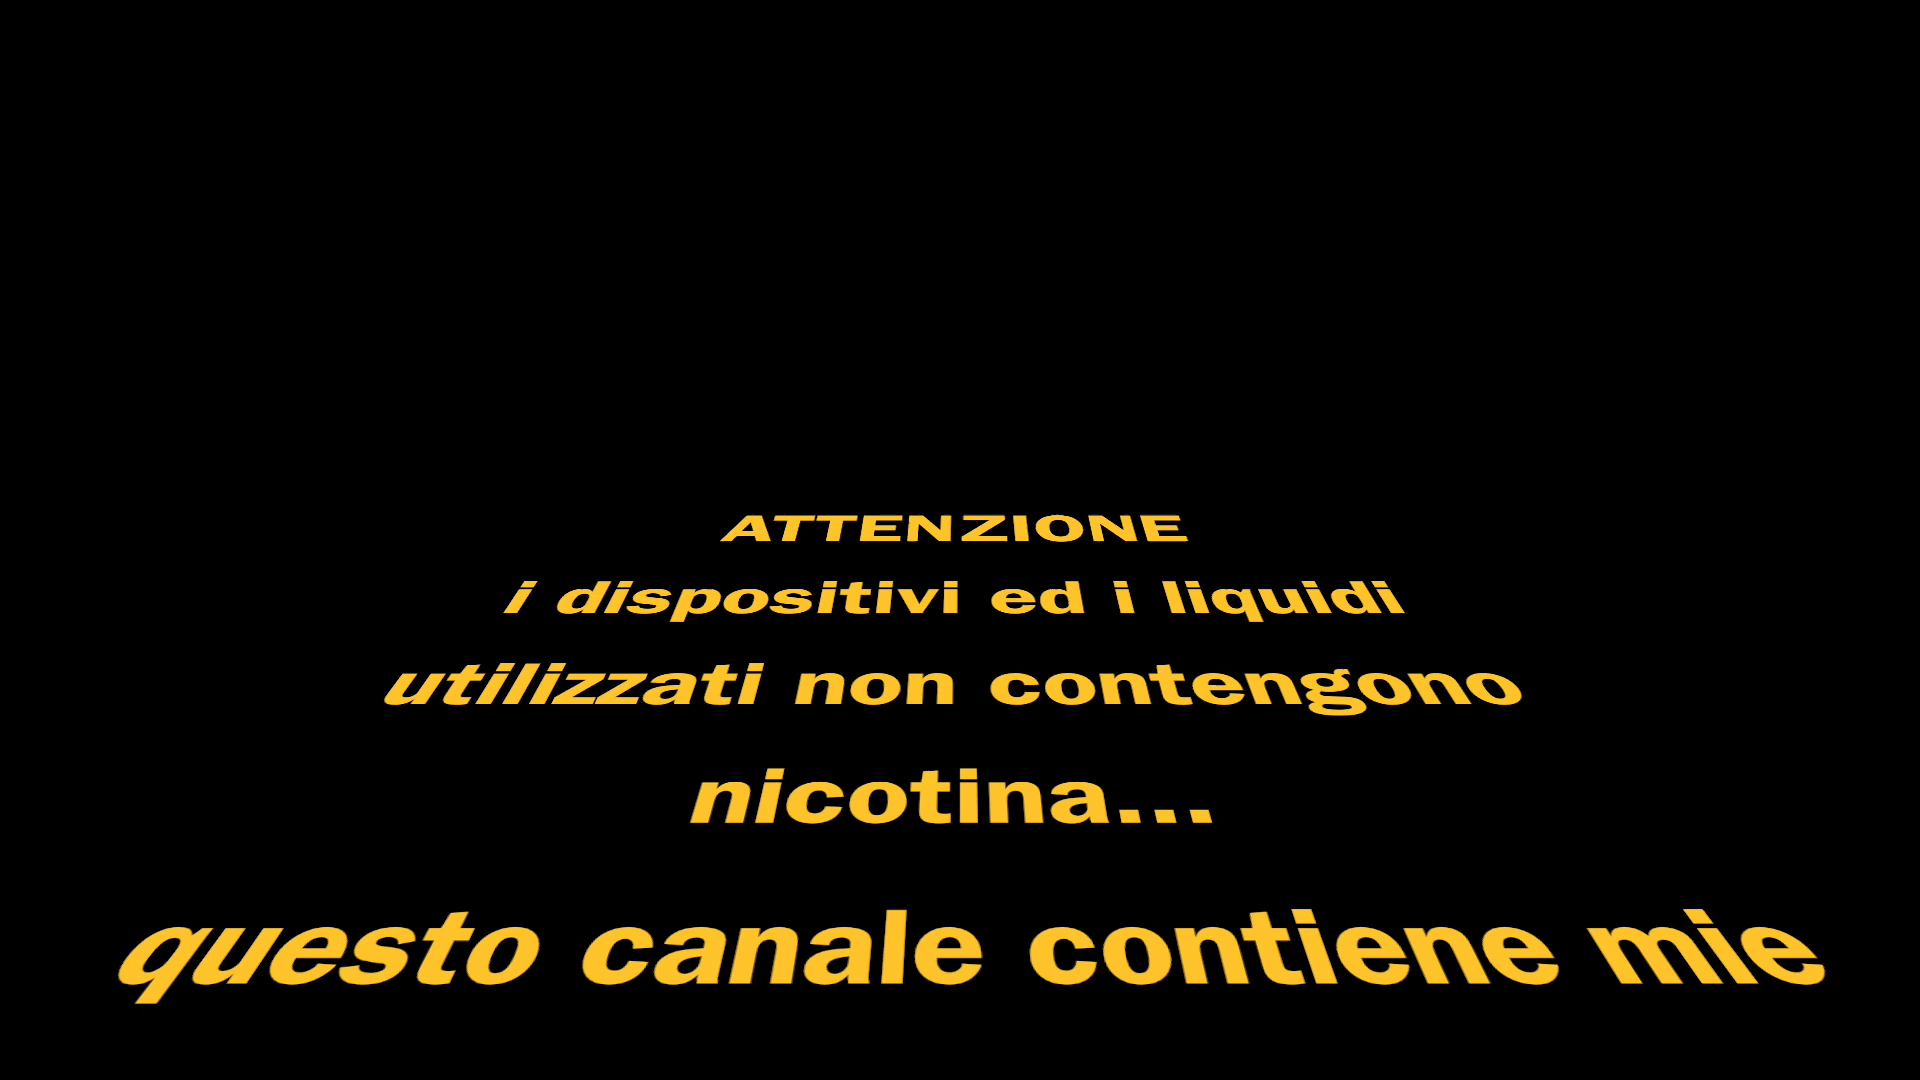 ATTENZIONE
i dispositivi ed i liquidi
utilizzati non contengono
nicotina...
questo canale contiene mie